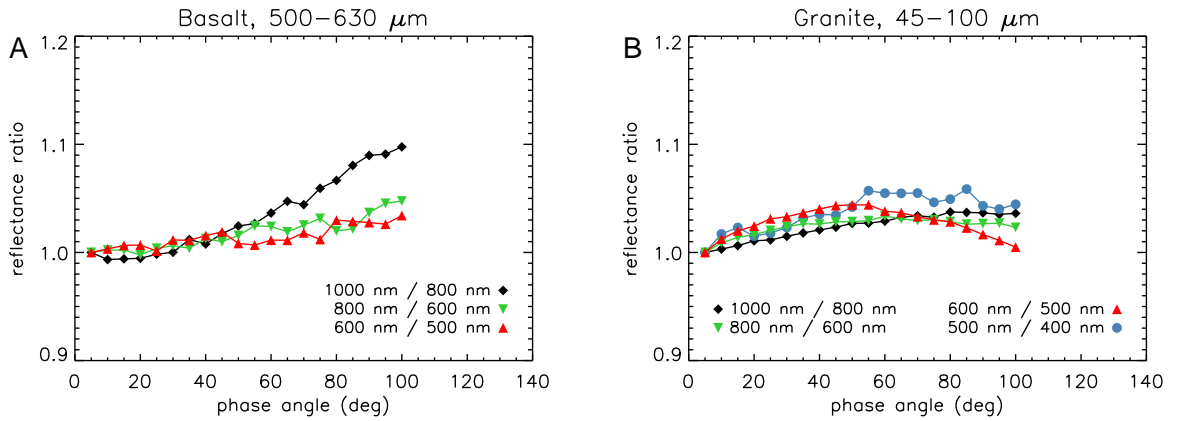 Basalt, 500−630 μm
A
1.2
1.1
1.0
0.9
reflectance ratio
1000 nm / 800 nm
800 nm / 600 nm
600 nm / 500 nm
0 20 40 60 80 100 120 140
phase angle (deg)
Granite, 45−100 μm
B
1.2
1.1
1.0
0.9
reflectance ratio
1000 nm / 800 nm
800 nm / 600 nm
600 nm / 500 nm
500 nm / 400 nm
0 20 40 60 80 100 120 140
phase angle (deg)